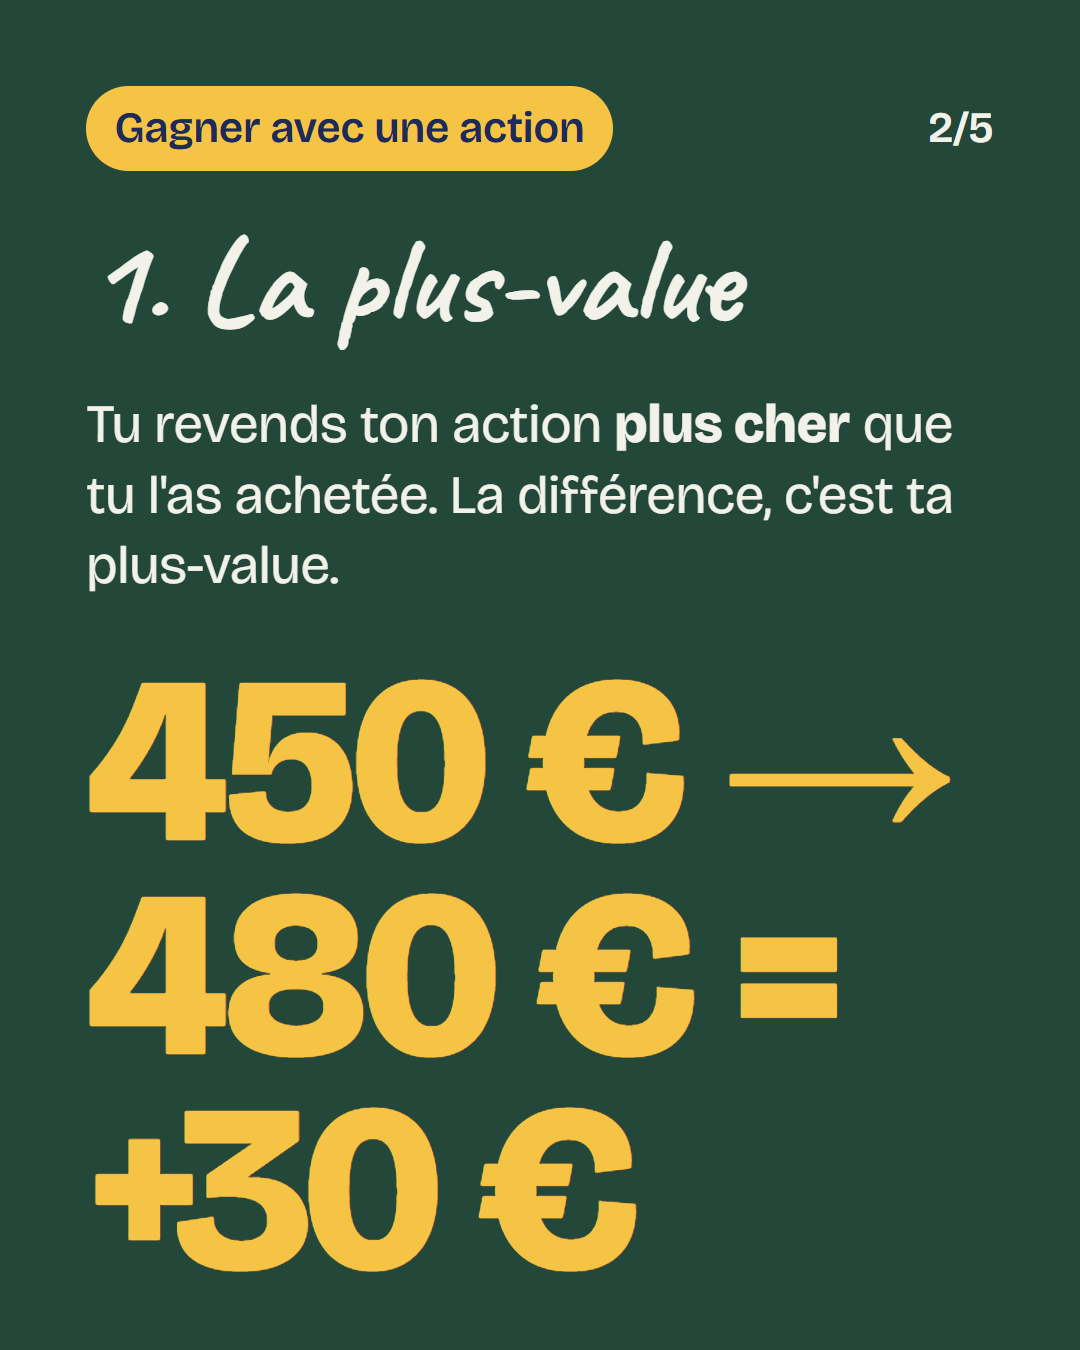 Gagner avec une action
2/5
1. La plus-value
Tu revends ton action plus cher que
tu l'as achetée. La différence, c'est ta
plus-value.
450 € →
480 € =
+30 €